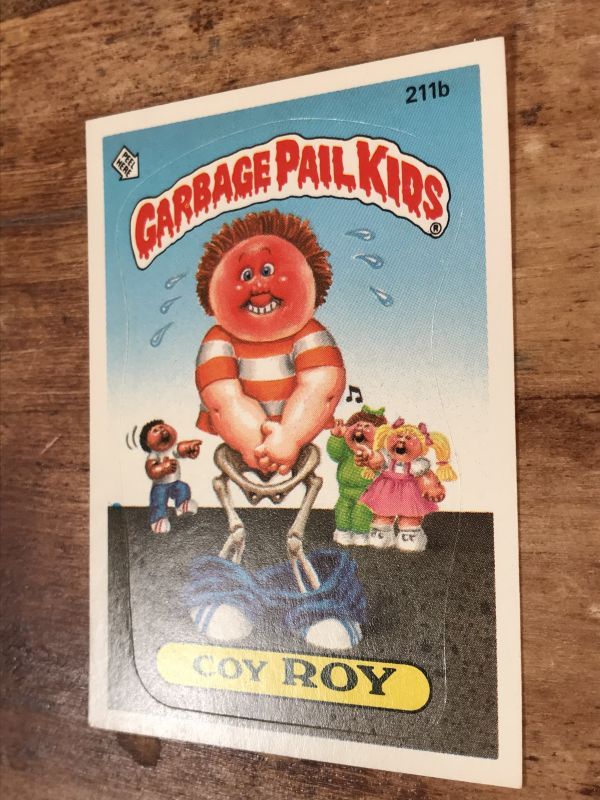 211b
PEEL
HERE
GARBAGE PAIL KIDS®
COY ROY